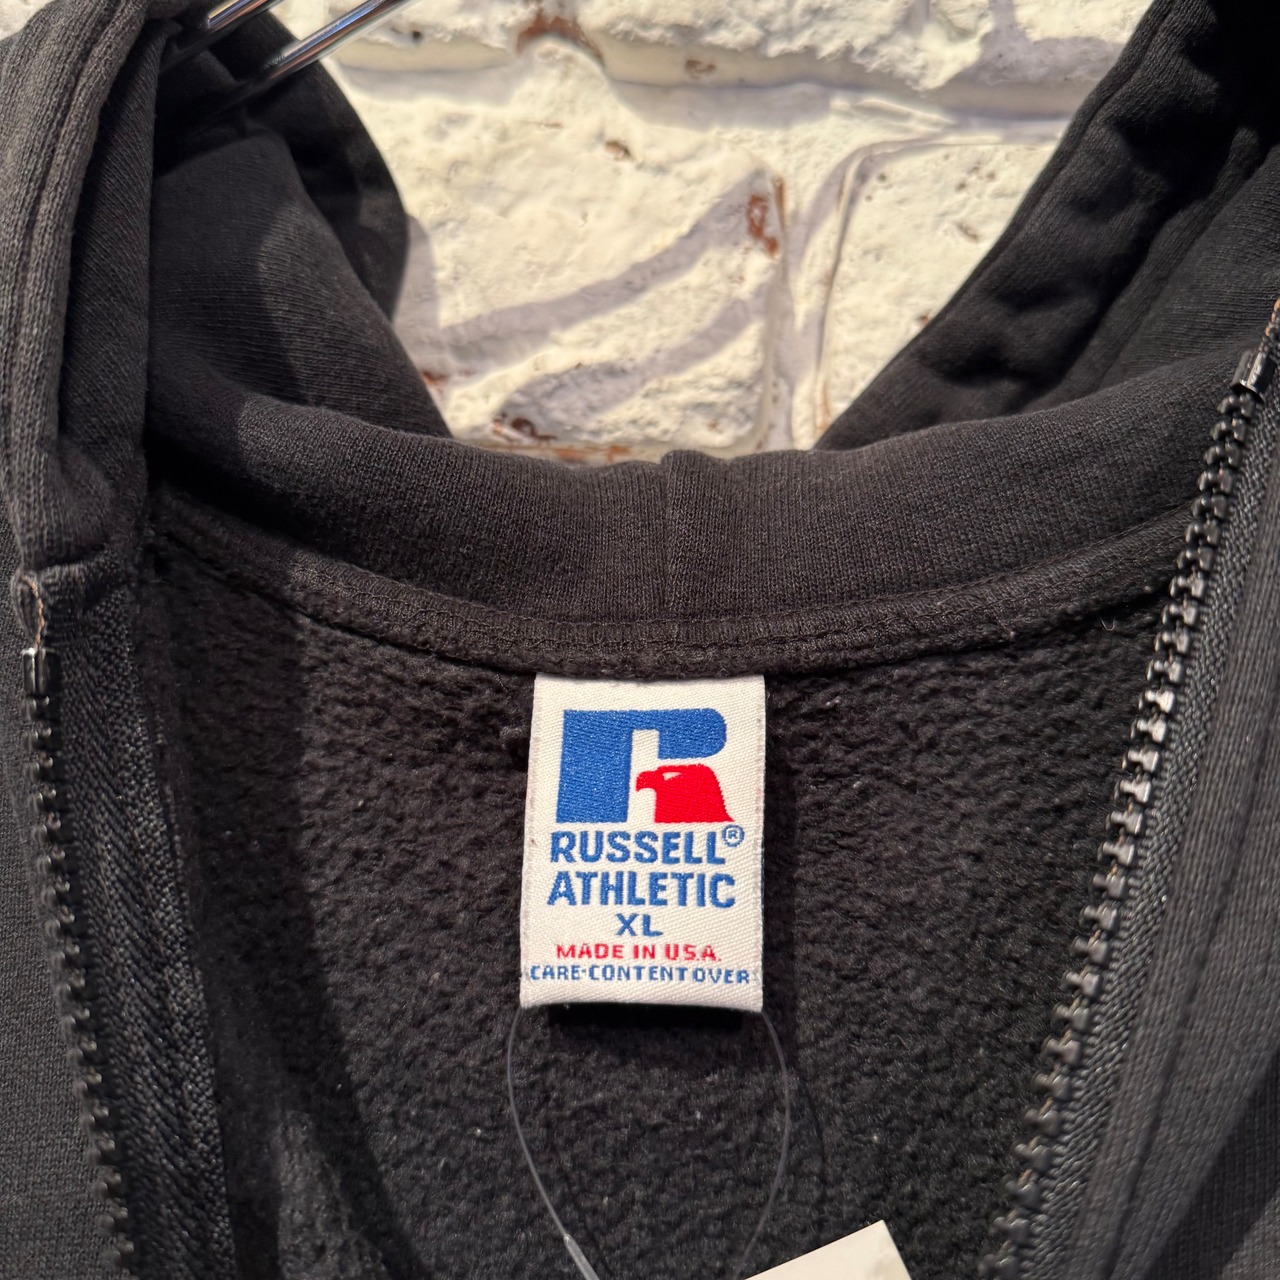 RUSSELL®
ATHLETIC
XL
MADE IN U.S.A.
CARE-CONTENT OVER